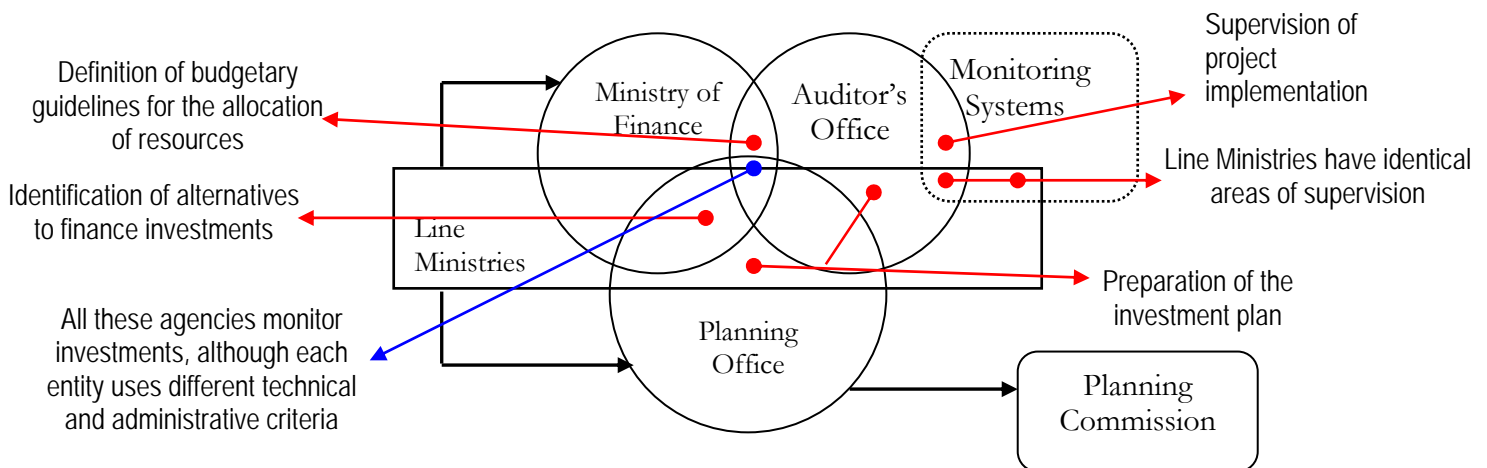 Supervision of
project
implementation
Definition of budgetary
guidelines for the allocation
of resources
Ministry of
Finance
Auditor’s
Office
Monitoring
Systems
Line Ministries have identical
areas of supervision
Identification of alternatives
to finance investments
Line
Ministries
Preparation of the
investment plan
All these agencies monitor
investments, although each
entity uses different technical
and administrative criteria
Planning
Office
Planning
Commission